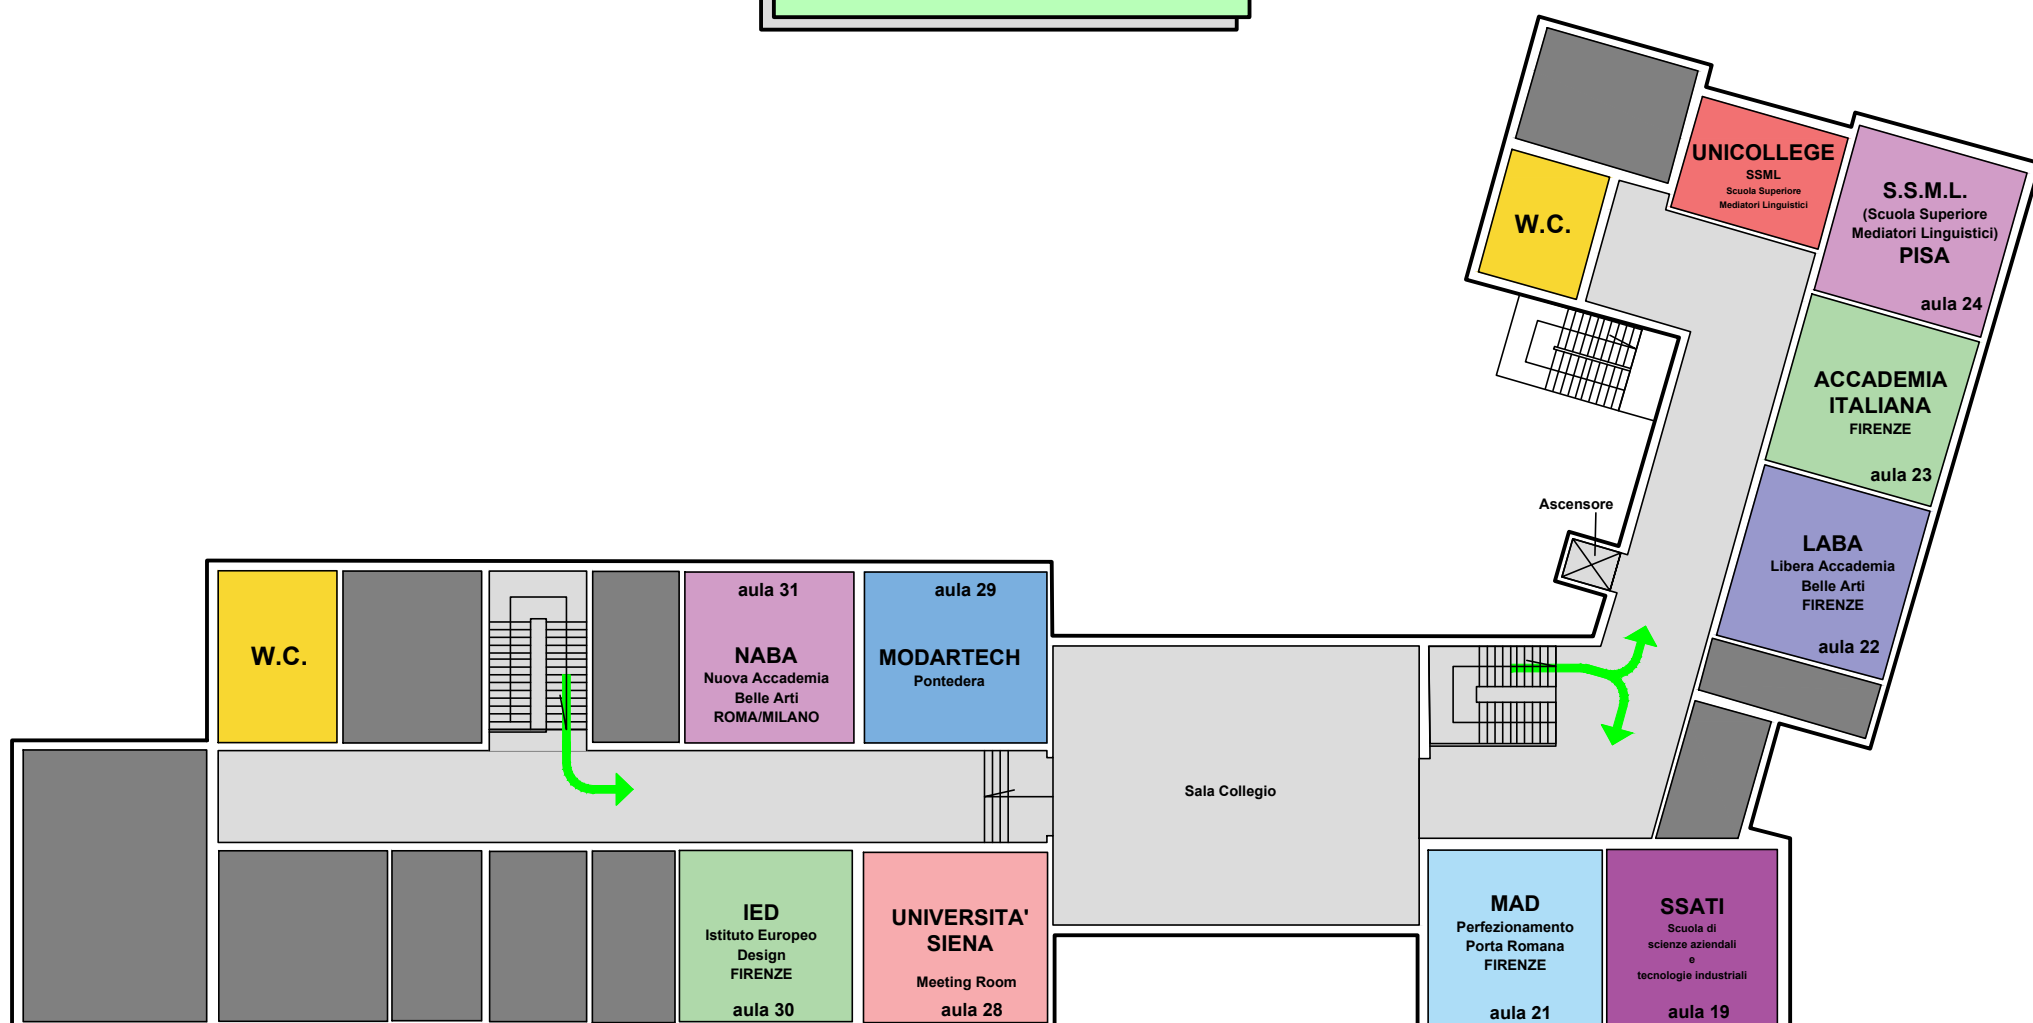 UNICOLLEGE
SSML
Scuola Superiore
Mediatori Linguistici
S.S.M.L.
(Scuola Superiore
Mediatori Linguistici)
PISA
aula 24
W.C.
ACCADEMIA
ITALIANA
FIRENZE
aula 23
Ascensore
LABA
Libera Accademia
Belle Arti
FIRENZE
aula 22
W.C.
aula 31
NABA
Nuova Accademia
Belle Arti
ROMA/MILANO
aula 29
MODARTECH
Pontedera
Sala Collegio
IED
Istituto Europeo
Design
FIRENZE
aula 30
UNIVERSITA'
SIENA
Meeting Room
aula 28
MAD
Perfezionamento
Porta Romana
FIRENZE
aula 21
SSATI
Scuola di
scienze aziendali
e
tecnologie industriali
aula 19